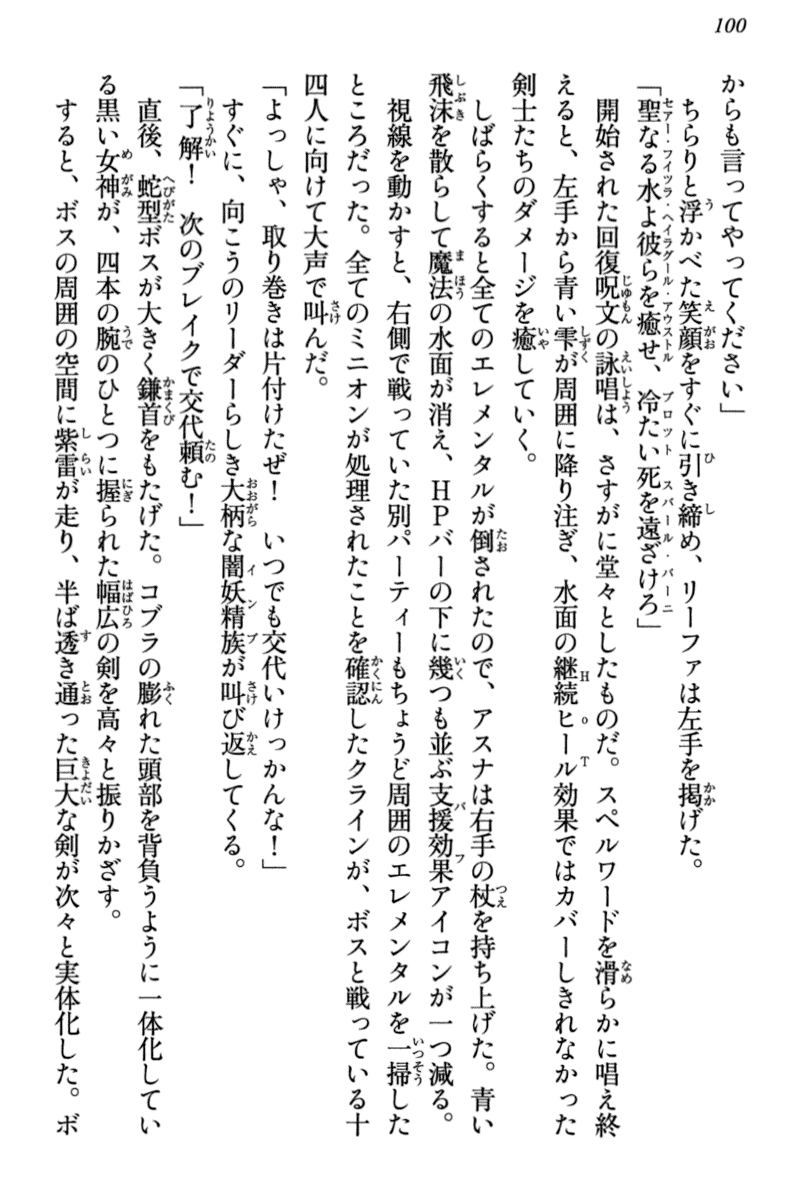 100
からも言ってやってください」
　ちらりと浮かべた笑顔をすぐに引き締め、リーファは左手を掲げた。
「聖なる水よ彼らを癒せ、冷たい死を遠ざけろ」
　開始された回復呪文の詠唱は、さすがに堂々としたものだ。スペルワードを滑らかに唱え終
えると、左手から青い雫が周囲に降り注ぎ、水面の継続ヒール効果ではカバーしきれなかった
剣士たちのダメージを癒していく。
　しばらくすると全てのエレメンタルが倒されたので、アスナは右手の杖を持ち上げた。青い
飛沫を散らして魔法の水面が消え、ＨＰバーの下に幾つも並ぶ支援効果アイコンが一つ減る。
　視線を動かすと、右側で戦っていた別パーティーもちょうど周囲のエレメンタルを一掃した
ところだった。全てのミニオンが処理されたことを確認したクラインが、ボスと戦っている十
四人に向けて大声で叫んだ。
「よっしゃ、取り巻きは片付けたぜ！　いつでも交代いけっかんな！」
　すぐに、向こうのリーダーらしき大柄な闇妖精族が叫び返してくる。
「了解！　次のブレイクで交代頼む！」
　直後、蛇型ボスが大きく鎌首をもたげた。コブラの膨れた頭部を背負うように一体化してい
る黒い女神が、四本の腕のひとつに握られた幅広の剣を高々と振りかざす。
　すると、ボスの周囲の空間に紫雷が走り、半ば透き通った巨大な剣が次々と実体化した。ボ